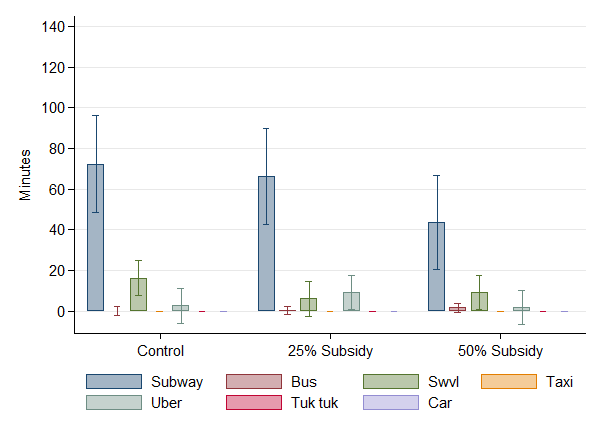 140
120
100
80
60
40
20
0
Minutes
Control 25% Subsidy 50% Subsidy
Subway Bus Swvl Taxi
Uber Tuk tuk Car